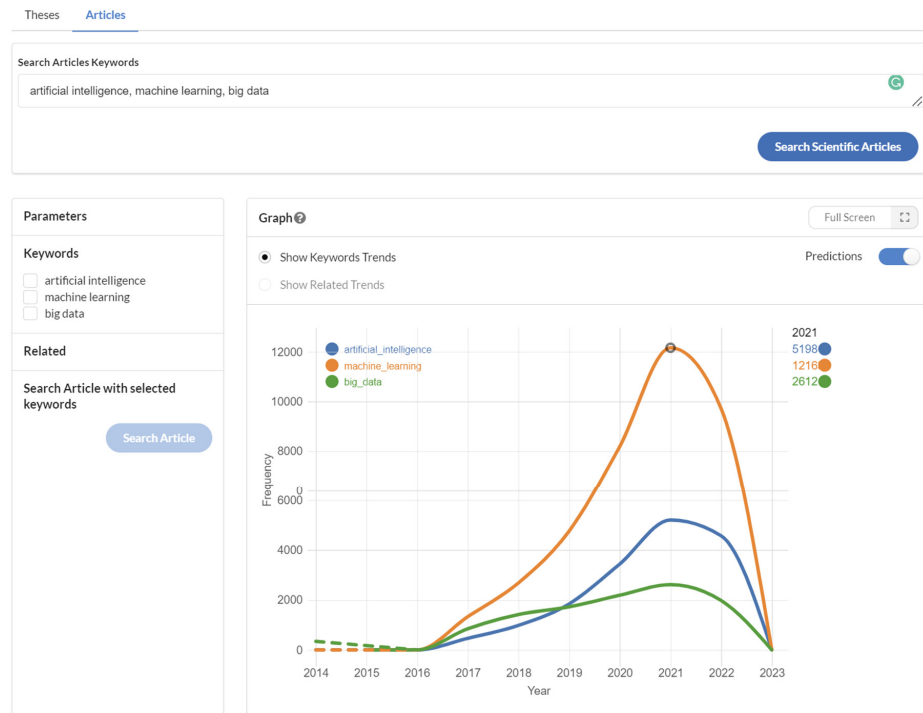 Theses Articles
Search Articles Keywords
artificial intelligence, machine learning, big data
Search Scientific Articles
Parameters
Keywords
artificial intelligence
machine learning
big data
Related
Search Article with selected
keywords
Search Article
Graph
Full Screen
Show Keywords Trends
Predictions
Show Related Trends
2021
5198
1216
2612
artificial_intelligence
machine_learning
big_data
12000
10000
8000
0
6000
4000
2000
0
Frequency
2014 2015 2016 2017 2018 2019 2020 2021 2022 2023
Year